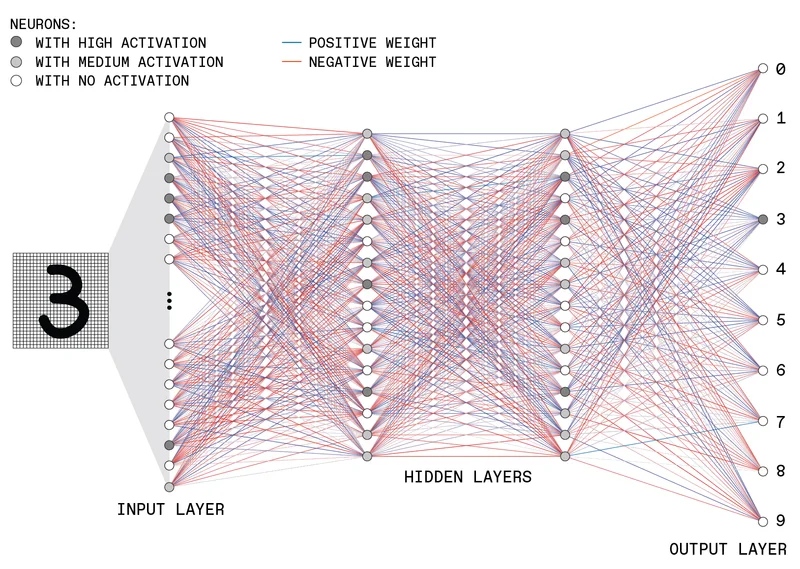 NEURONS:
WITH HIGH ACTIVATION
WITH MEDIUM ACTIVATION
WITH NO ACTIVATION
POSITIVE WEIGHT
NEGATIVE WEIGHT
3
INPUT LAYER
HIDDEN LAYERS
0
1
2
3
4
5
6
7
8
9
OUTPUT LAYER